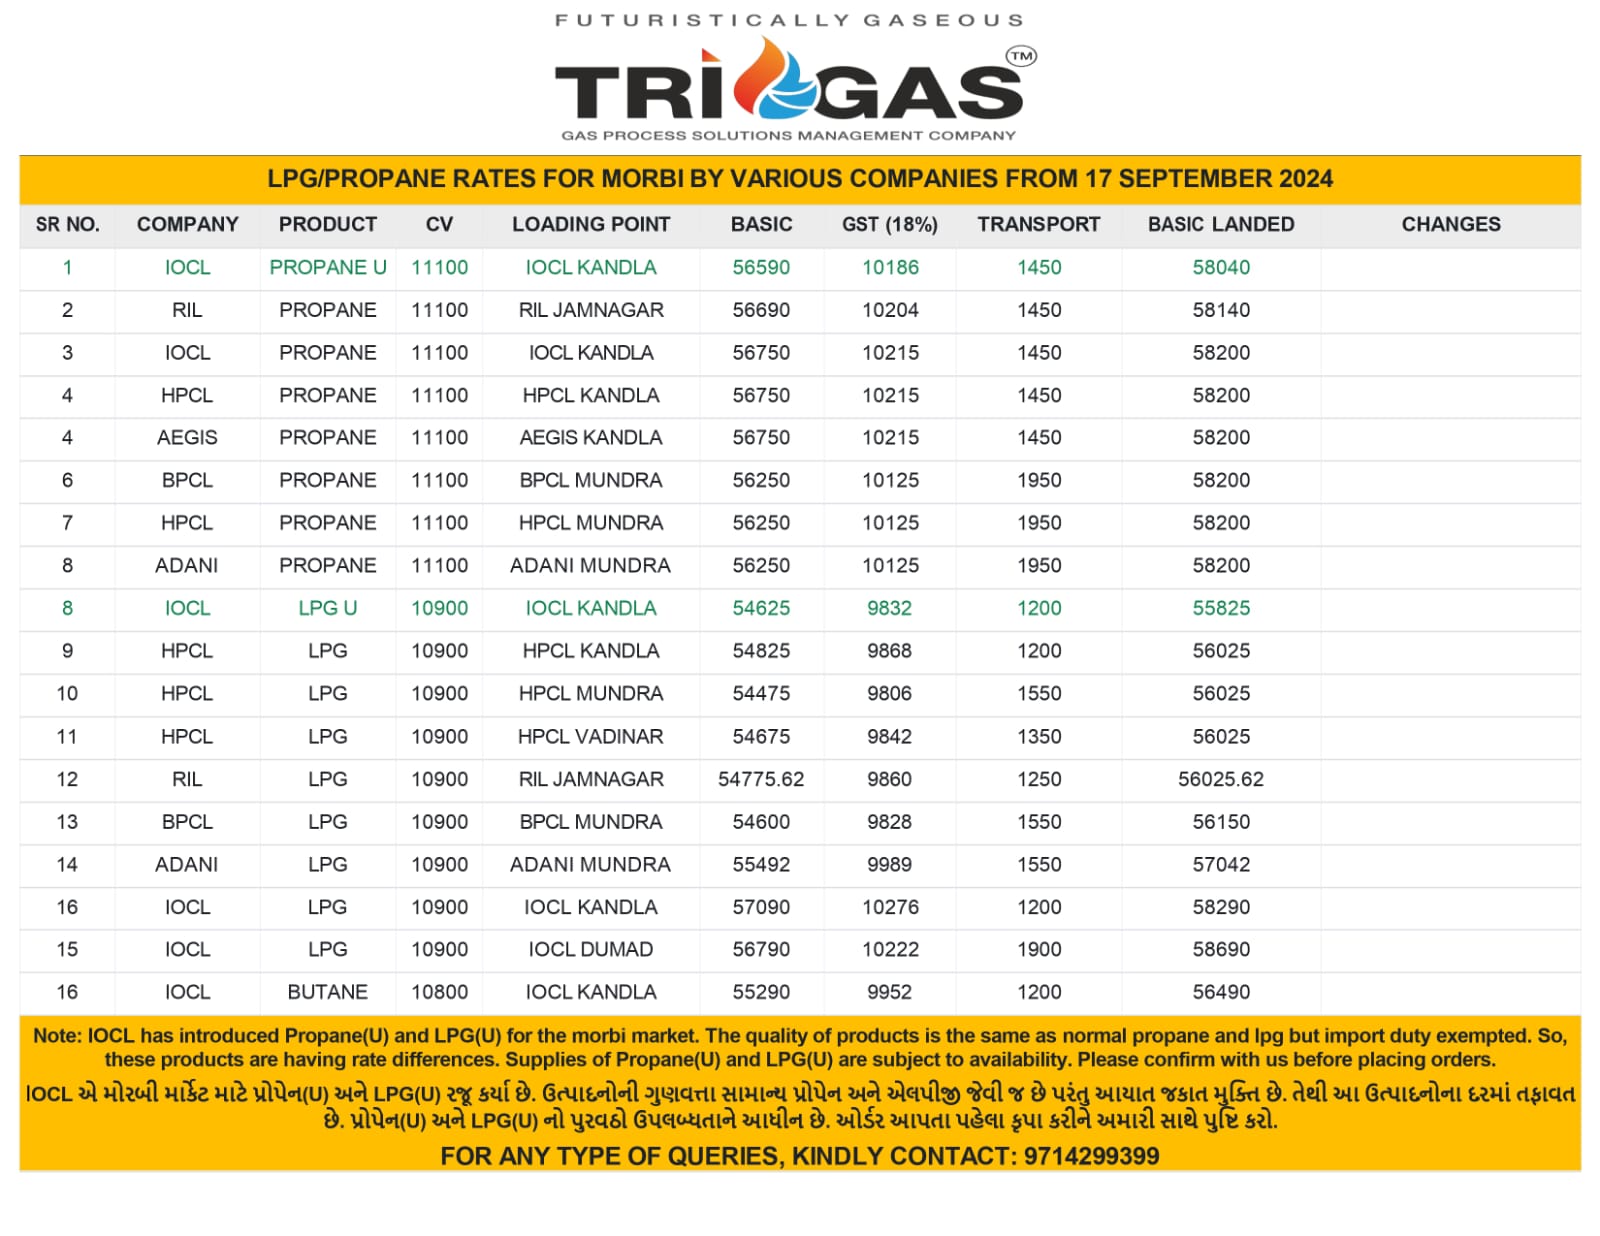 FUTURISTICALLY GASEOUS
TRiGAS TM
GAS PROCESS SOLUTIONS MANAGEMENT COMPANY
LPG/PROPANE RATES FOR MORBI BY VARIOUS COMPANIES FROM 17 SEPTEMBER 2024
SR NO. COMPANY PRODUCT CV LOADING POINT BASIC GST (18%) TRANSPORT BASIC LANDED CHANGES
1 IOCL PROPANE U 11100 IOCL KANDLA 56590 10186 1450 58040
2 RIL PROPANE 11100 RIL JAMNAGAR 56690 10204 1450 58140
3 IOCL PROPANE 11100 IOCL KANDLA 56750 10215 1450 58200
4 HPCL PROPANE 11100 HPCL KANDLA 56750 10215 1450 58200
4 AEGIS PROPANE 11100 AEGIS KANDLA 56750 10215 1450 58200
6 BPCL PROPANE 11100 BPCL MUNDRA 56250 10125 1950 58200
7 HPCL PROPANE 11100 HPCL MUNDRA 56250 10125 1950 58200
8 ADANI PROPANE 11100 ADANI MUNDRA 56250 10125 1950 58200
8 IOCL LPG U 10900 IOCL KANDLA 54625 9832 1200 55825
9 HPCL LPG 10900 HPCL KANDLA 54825 9868 1200 56025
10 HPCL LPG 10900 HPCL MUNDRA 54475 9806 1550 56025
11 HPCL LPG 10900 HPCL VADINAR 54675 9842 1350 56025
12 RIL LPG 10900 RIL JAMNAGAR 54775.62 9860 1250 56025.62
13 BPCL LPG 10900 BPCL MUNDRA 54600 9828 1550 56150
14 ADANI LPG 10900 ADANI MUNDRA 55492 9989 1550 57042
16 IOCL LPG 10900 IOCL KANDLA 57090 10276 1200 58290
15 IOCL LPG 10900 IOCL DUMAD 56790 10222 1900 58690
16 IOCL BUTANE 10800 IOCL KANDLA 55290 9952 1200 56490
Note: IOCL has introduced Propane(U) and LPG(U) for the morbi market. The quality of products is the same as normal propane and lpg but import duty exempted. So,
these products are having rate differences. Supplies of Propane(U) and LPG(U) are subject to availability. Please confirm with us before placing orders.
IOCL એ મોરબી માર્કેટ માટે પ્રોપેન(U) અને LPG(U) રજૂ કર્યા છે. ઉત્પાદનોની ગુણવત્તા સામાન્ય પ્રોપેન અને એલપીજી જેવી જ છે પરંતુ આયાત જકાત મુક્તિ છે. તેથી આ ઉત્પાદનોના દરમાં તફાવત
છે. પ્રોપેન(U) અને LPG(U) નો પુરવઠો ઉપલબ્ધતાને આધીન છે. ઓર્ડર આપતા પહેલા કૃપા કરીને અમારી સાથે પુષ્ટિ કરો.
FOR ANY TYPE OF QUERIES, KINDLY CONTACT: 9714299399